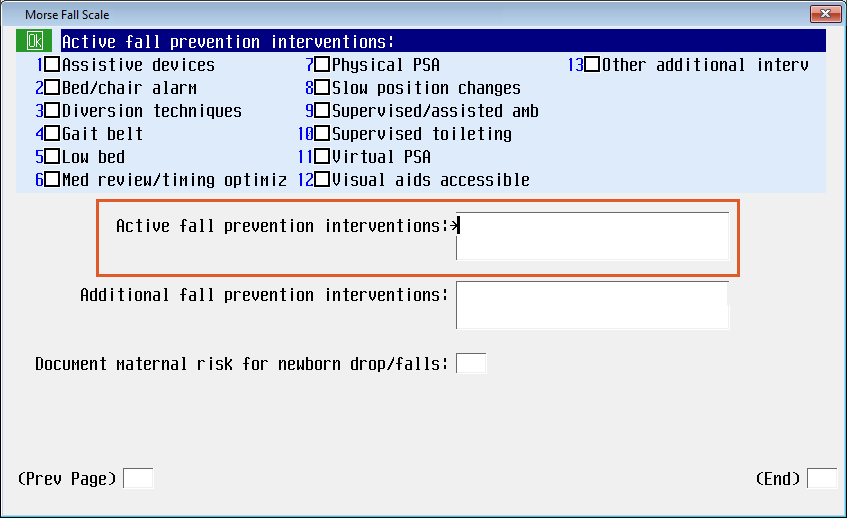 Morse Fall Scale
Ok Active fall prevention interventions:
1 Assistive devices 7 Physical PSA 13 Other additional interv
2 Bed/chair alarm 8 Slow position changes
3 Diversion techniques 9 Supervised/assisted amb
4 Gait belt 10 Supervised toileting
5 Low bed 11 Virtual PSA
6 Med review/timing optimiz 12 Visual aids accessible
Active fall prevention interventions:→
Additional fall prevention interventions:
Document maternal risk for newborn drop/falls:
(Prev Page) (End)